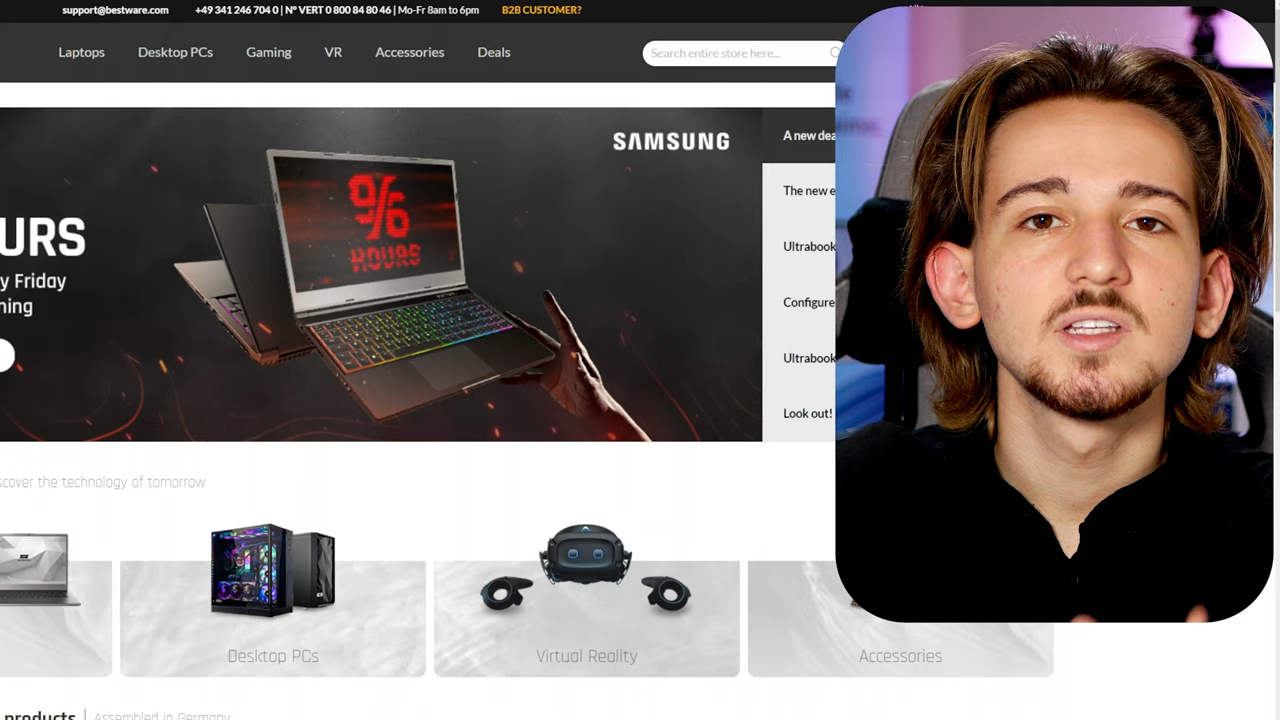 support@bestware.com +49 341 246 704 0 | N° VERT 0 800 84 80 46 | Mo-Fr 8am to 6pm B2B CUSTOMER?
Laptops Desktop PCs Gaming VR Accessories Deals
Search entire store here...
SAMSUNG
A new dea
The new e
%
HOURS
URS
y Friday
ning
Ultrabook
Configure
Ultrabook
Look out!
scover the technology of tomorrow
Desktop PCs
Virtual Reality
Accessories
products | Assembled in Germany